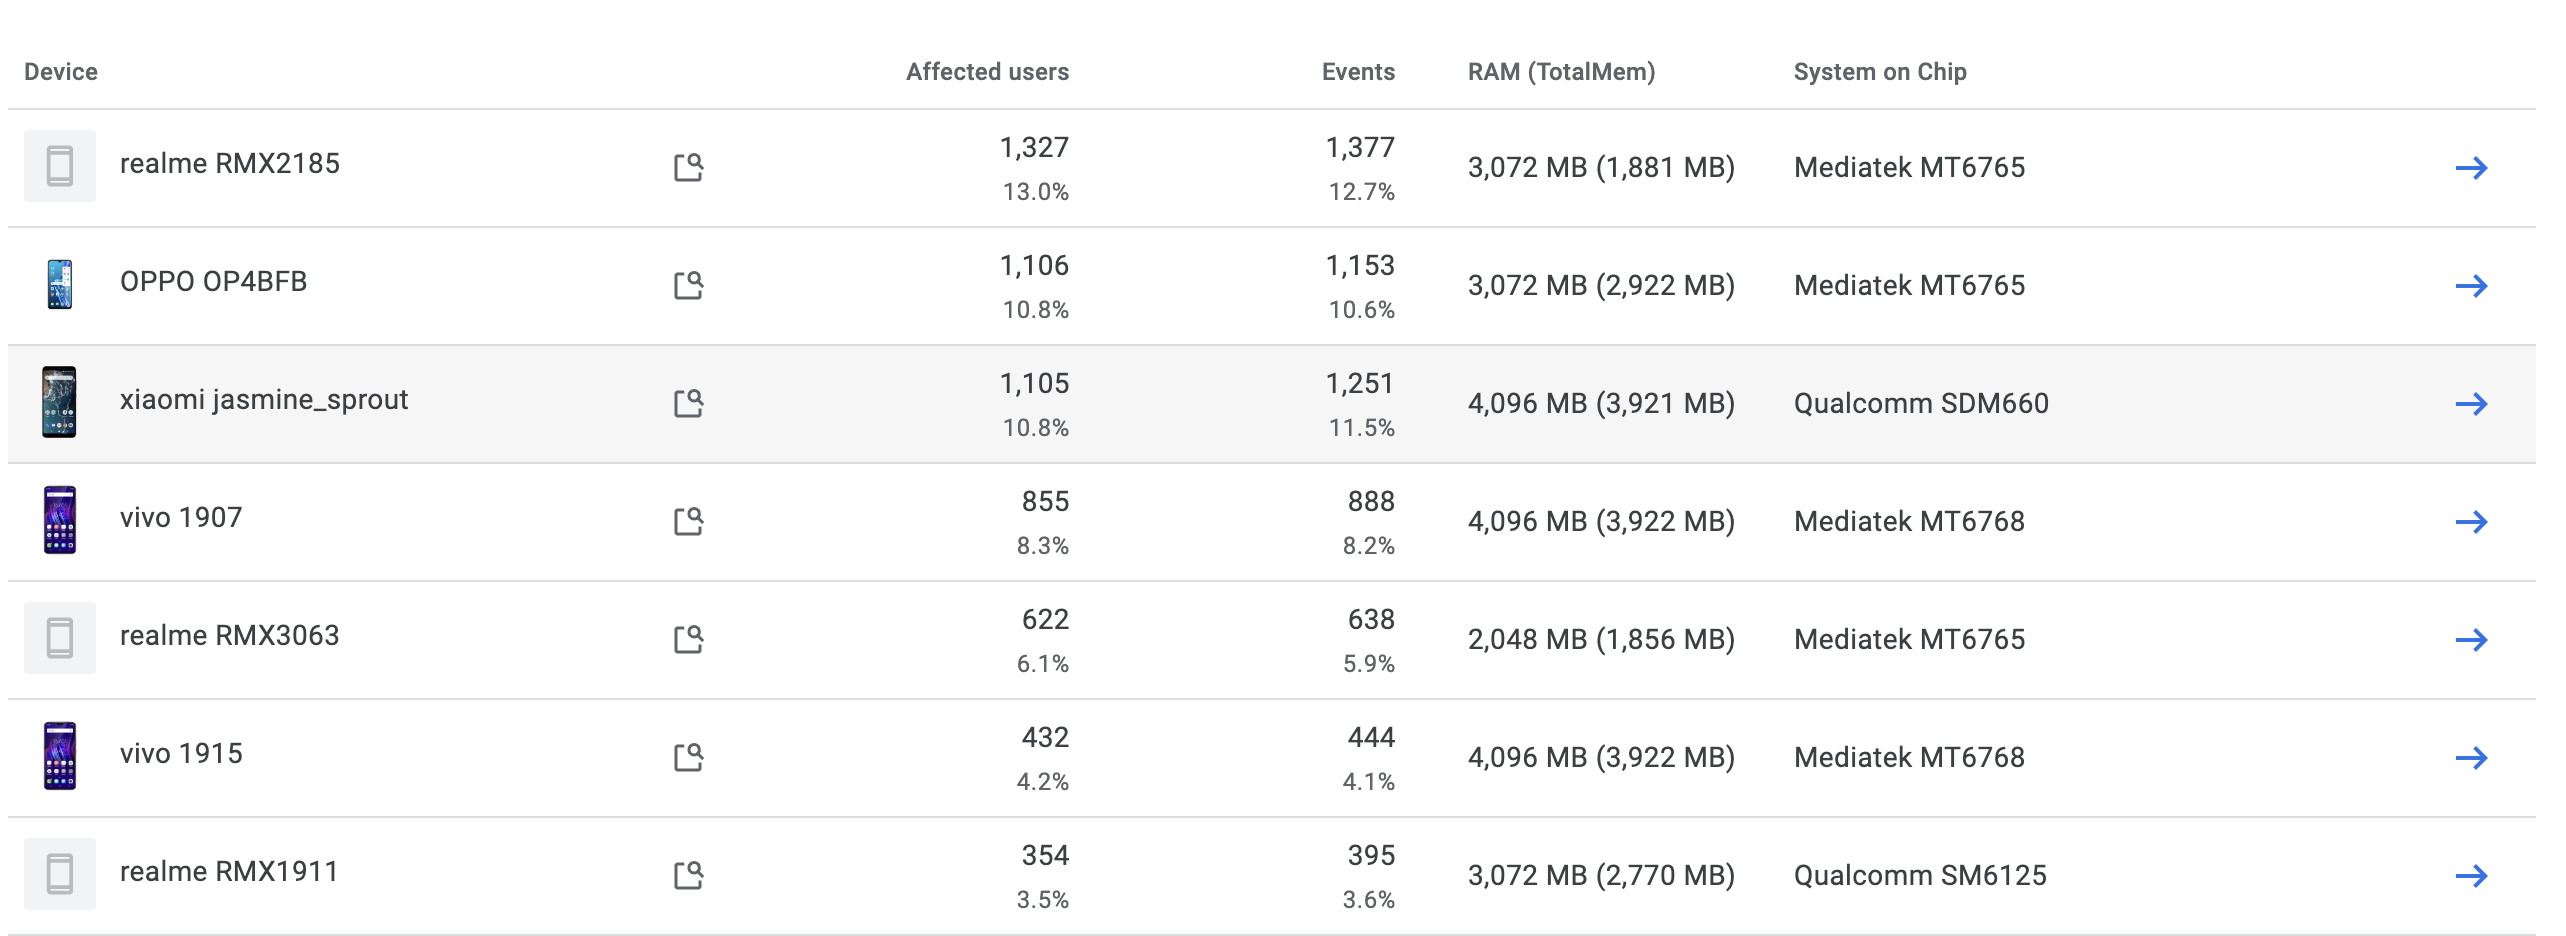 Device Affected users Events RAM (TotalMem) System on Chip
realme RMX2185 1,327 1,377 3,072 MB (1,881 MB) Mediatek MT6765
13.0% 12.7%
OPPO OP4BFB 1,106 1,153 3,072 MB (2,922 MB) Mediatek MT6765
10.8% 10.6%
xiaomi jasmine_sprout 1,105 1,251 4,096 MB (3,921 MB) Qualcomm SDM660
10.8% 11.5%
vivo 1907 855 888 4,096 MB (3,922 MB) Mediatek MT6768
8.3% 8.2%
realme RMX3063 622 638 2,048 MB (1,856 MB) Mediatek MT6765
6.1% 5.9%
vivo 1915 432 444 4,096 MB (3,922 MB) Mediatek MT6768
4.2% 4.1%
realme RMX1911 354 395 3,072 MB (2,770 MB) Qualcomm SM6125
3.5% 3.6%